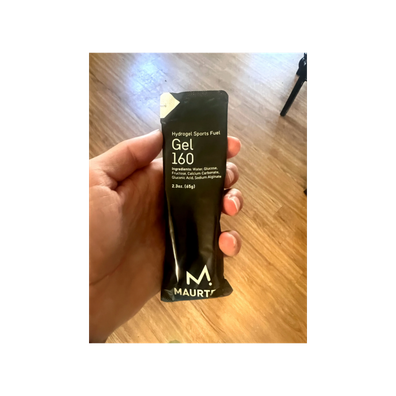 Hydrogel Sports Fuel
Gel
160
Ingredients: Water, Glucose,
Fructose, Calcium Carbonate,
Gluconic Acid, Sodium Alginate
2.3oz. (65g)
M.
MAURTE